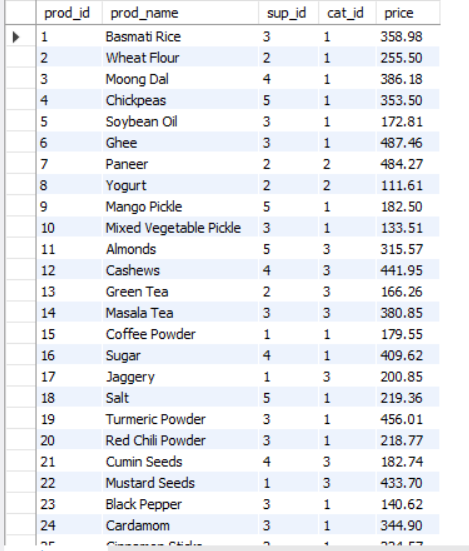 prod_id prod_name sup_id cat_id price
1 Basmati Rice 3 1 358.98
2 Wheat Flour 2 1 255.50
3 Moong Dal 4 1 386.18
4 Chickpeas 5 1 353.50
5 Soybean Oil 3 1 172.81
6 Ghee 3 1 487.46
7 Paneer 2 2 484.27
8 Yogurt 2 2 111.61
9 Mango Pickle 5 1 182.50
10 Mixed Vegetable Pickle 3 1 133.51
11 Almonds 5 3 315.57
12 Cashews 4 3 441.95
13 Green Tea 2 3 166.26
14 Masala Tea 3 3 380.85
15 Coffee Powder 1 1 179.55
16 Sugar 4 1 409.62
17 Jaggery 1 3 200.85
18 Salt 5 1 219.36
19 Turmeric Powder 3 1 456.01
20 Red Chili Powder 3 1 218.77
21 Cumin Seeds 4 3 182.74
22 Mustard Seeds 1 3 433.70
23 Black Pepper 3 1 140.62
24 Cardamom 3 1 344.90